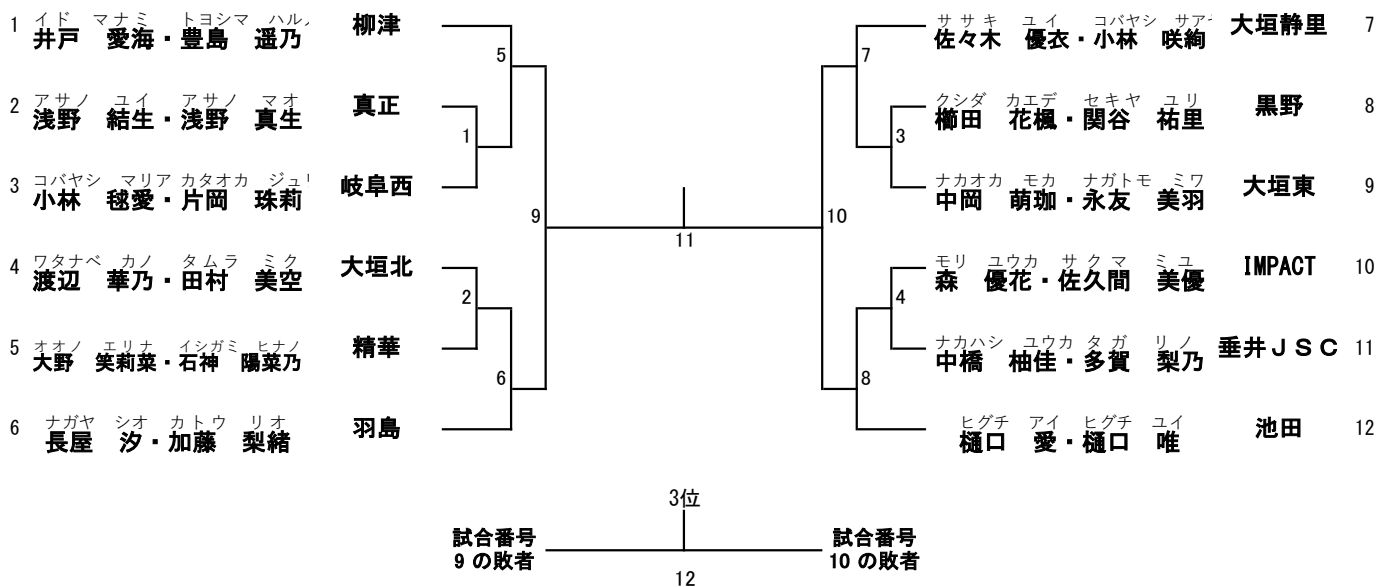 イド マナミ トヨシマ ハルノ
1 井戸 愛海・豊島 遥乃 柳津
アサノ ユイ アサノ マオ
2 浅野 結生・浅野 真生 真正
コバヤシ マリア カタオカ ジュリ
3 小林 毬愛・片岡 珠莉 岐阜西
ワタナベ カノ タムラ ミク
4 渡辺 華乃・田村 美空 大垣北
オオノ エリナ イシガミ ヒナノ
5 大野 笑莉菜・石神 陽菜乃 精華
ナガヤ シオ カトウ リオ
6 長屋 汐・加藤 梨緒 羽島
5
1
9
2
6
11
7
3
10
4
8
ササキ ユイ コバヤシ サアヤ
佐々木 優衣・小林 咲絢 大垣静里 7
クシダ カエデ セキヤ ユリ
櫛田 花楓・関谷 祐里 黒野 8
ナカオカ モカ ナガトモ ミワ
中岡 萌珈・永友 美羽 大垣東 9
モリ ユウカ サクマ ミユ
森 優花・佐久間 美優 IMPACT 10
ナカハシ ユウカ タガ リノ
中橋 柚佳・多賀 梨乃 垂井JSC 11
ヒグチ アイ ヒグチ ユイ
樋口 愛・樋口 唯 池田 12
3位
試合番号
9 の敗者
試合番号
10 の敗者
12